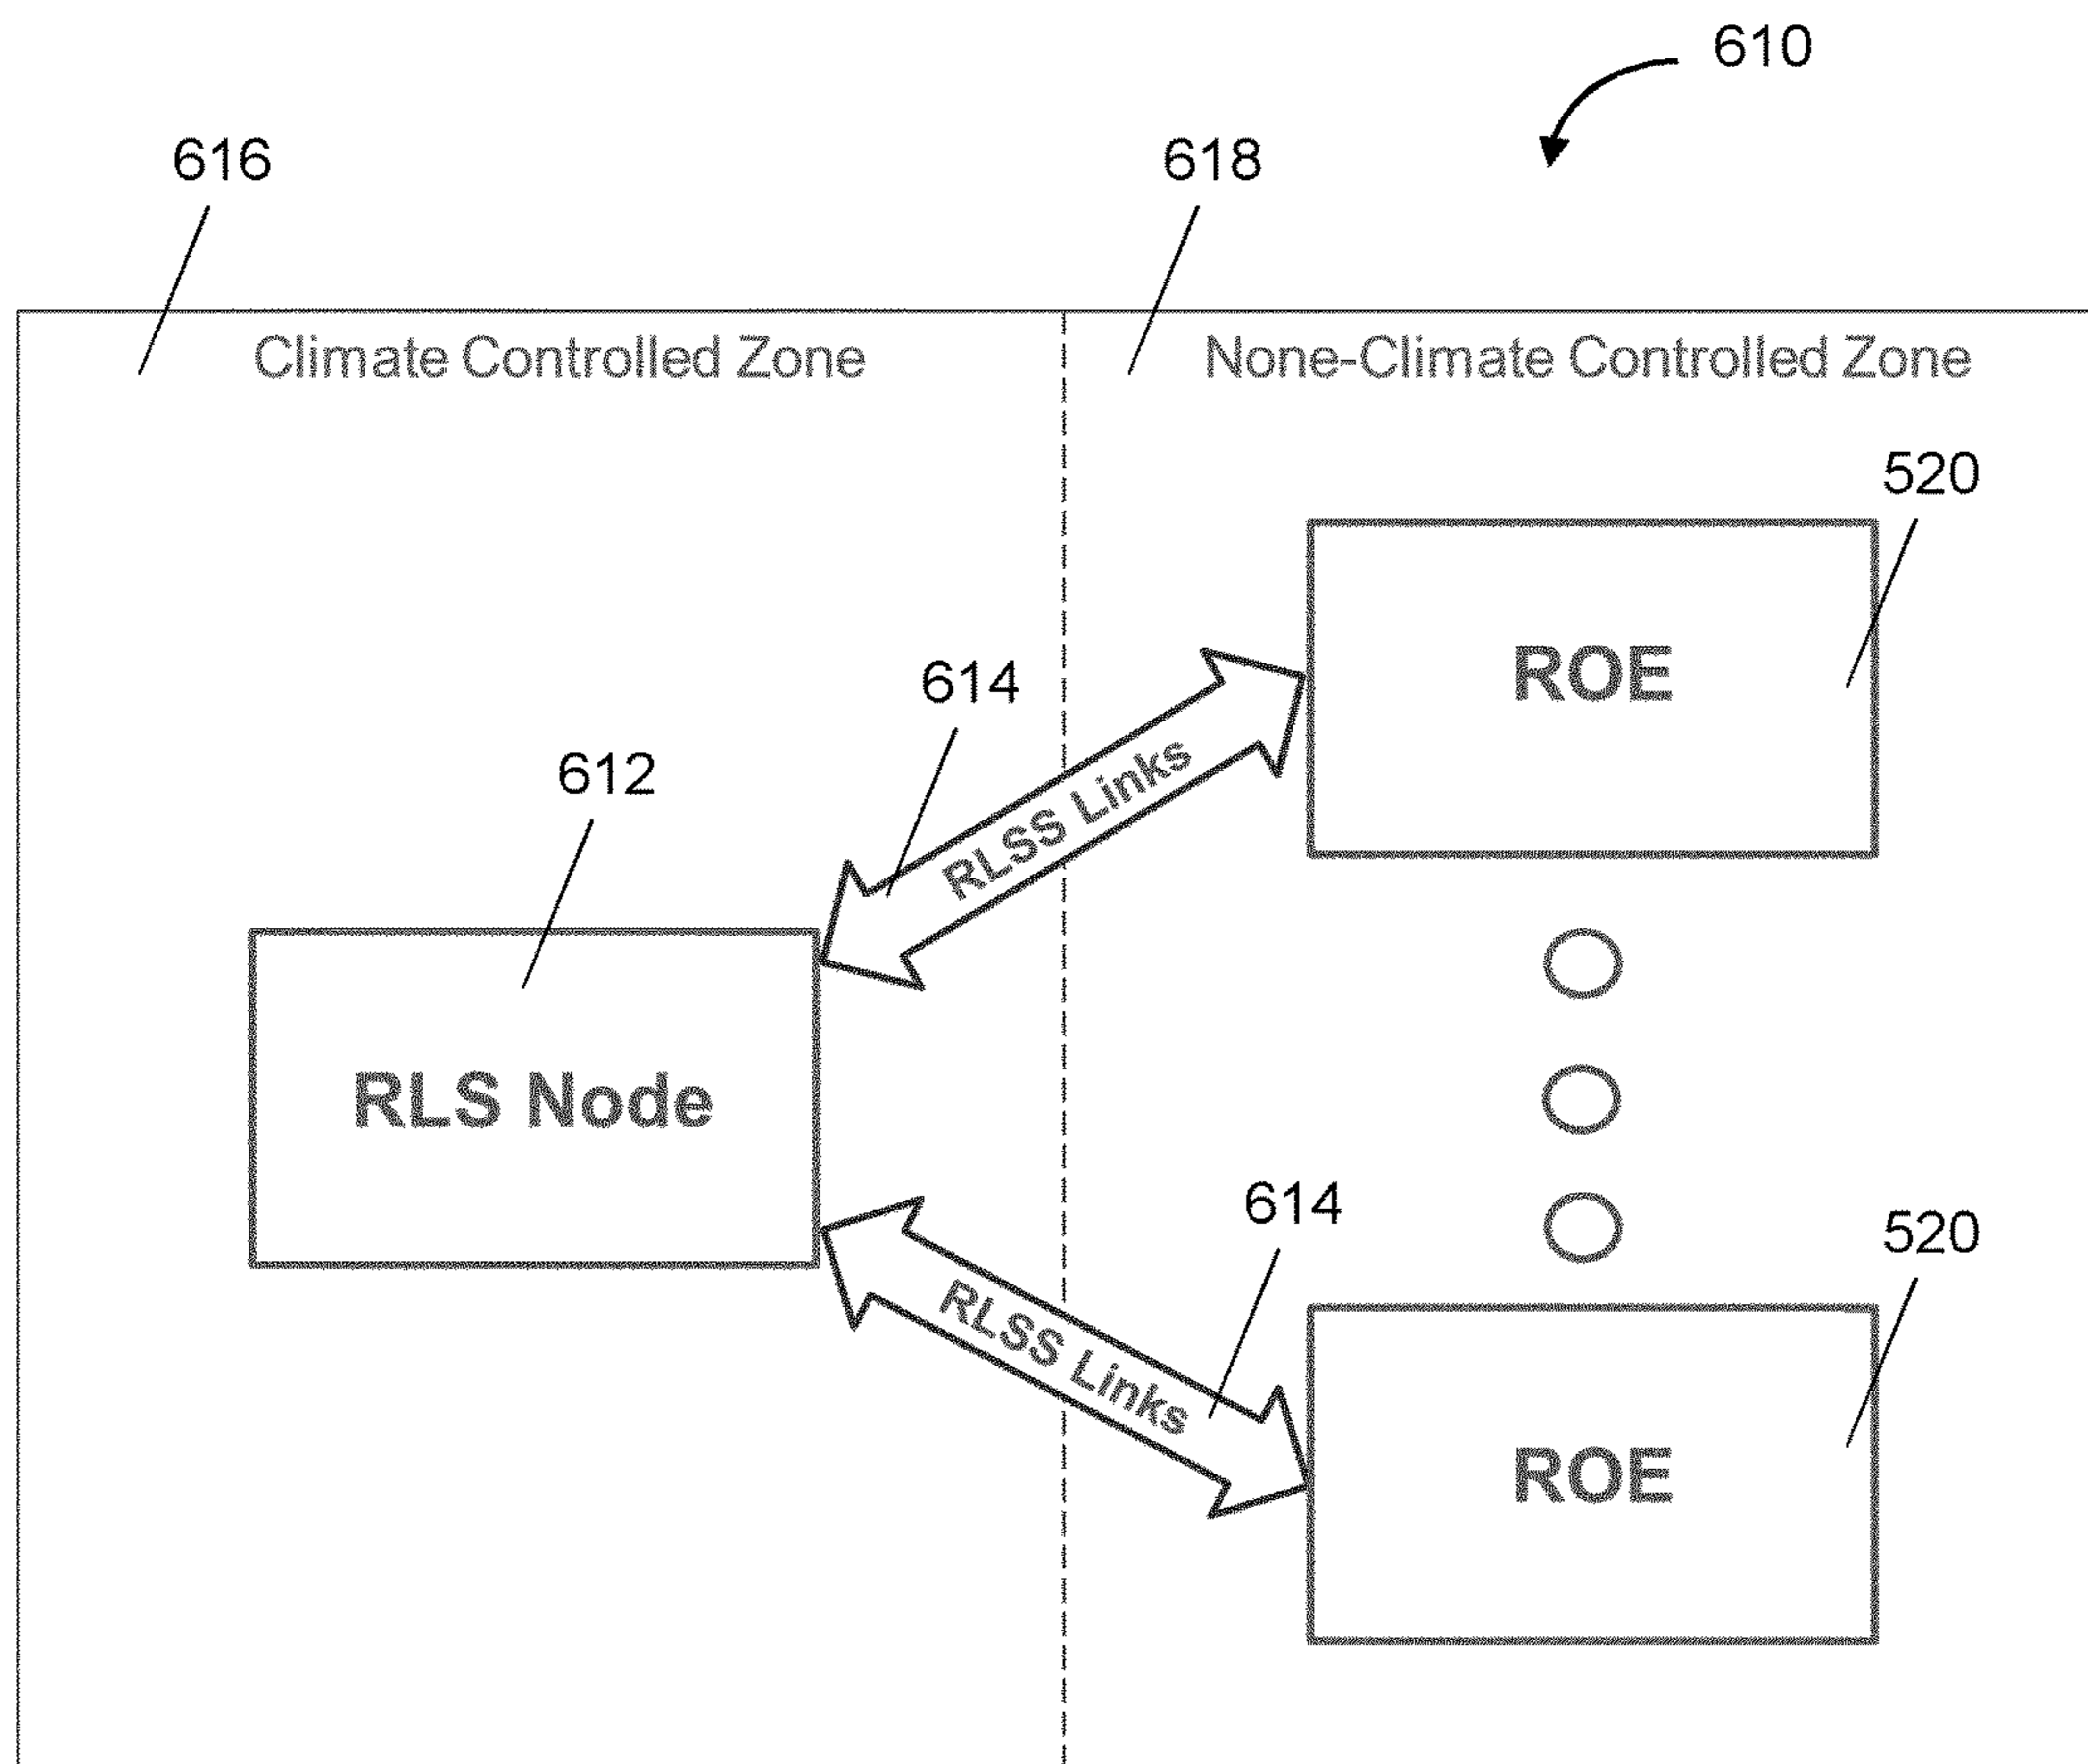 610
616
618
Climate Controlled Zone
None-Climate Controlled Zone
520
ROE
614
RLSS Links
612
RLS Node
614
520
RLSS Links
ROE